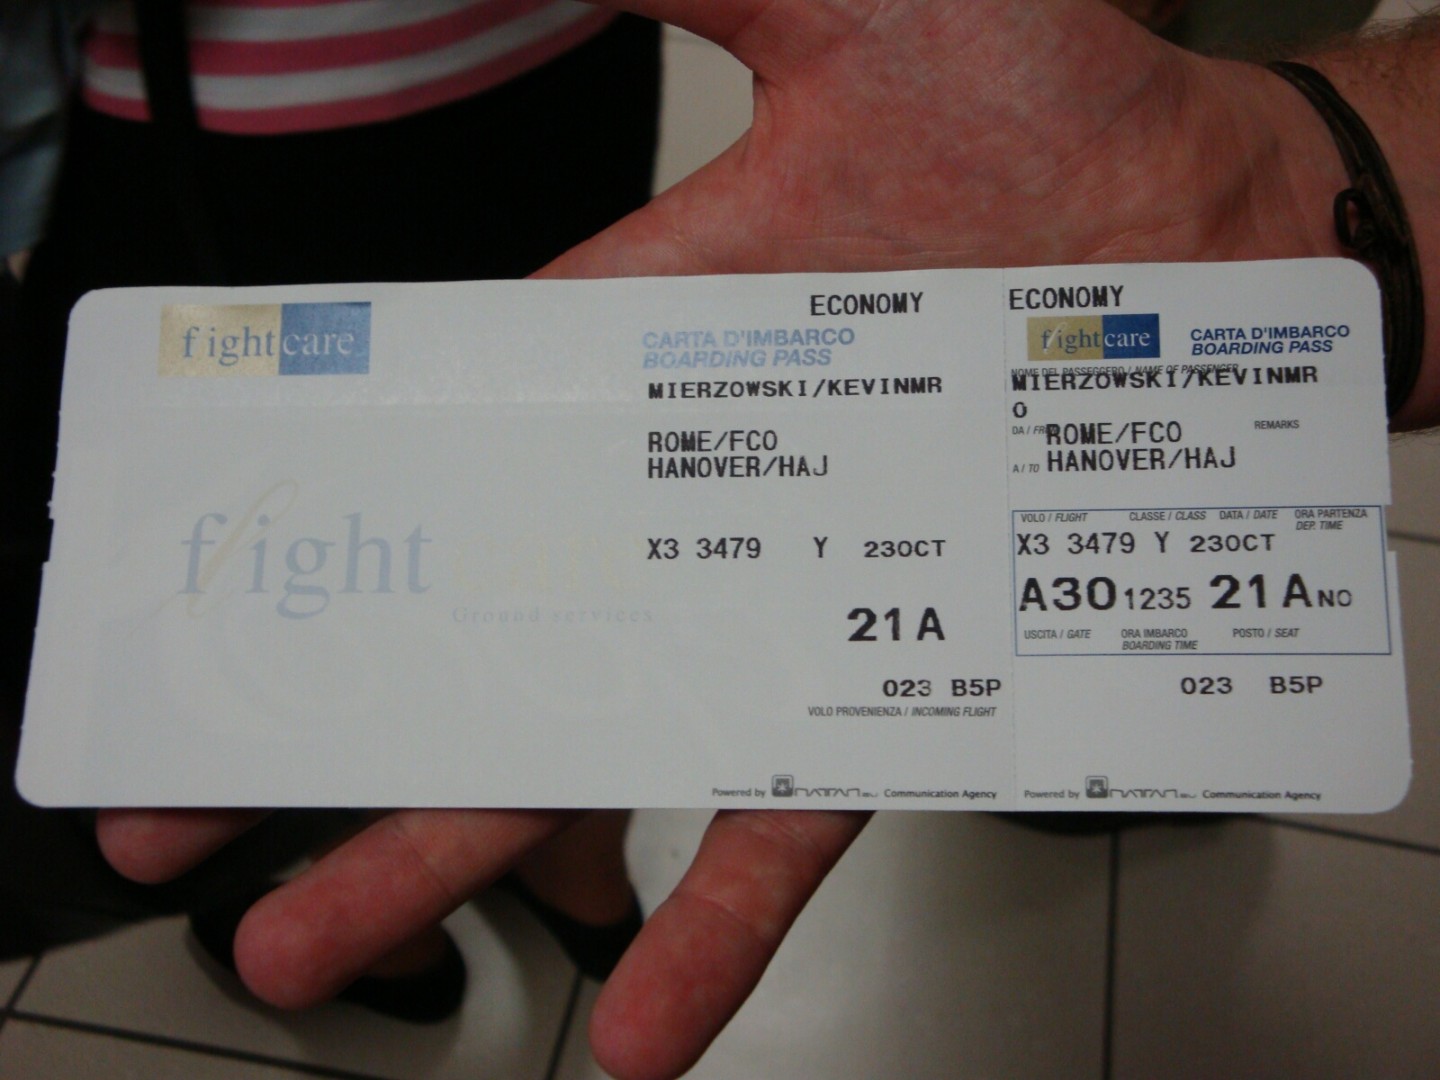 flightcare
ECONOMY
CARTA D'IMBARCO
BOARDING PASS
MIERZOWSKI/KEVINMR
ROME/FCO
HANOVER/HAJ
X3 3479 Y 23OCT
flight care
Ground services
21A
023 B5P
VOLO PROVENIENZA / INCOMING FLIGHT
Powered by Communication Agency
ECONOMY
flightcare
CARTA D'IMBARCO
BOARDING PASS
NOME DEL PASSEGGERO / NAME OF PASSENGER
MIERZOWSKI/KEVINMR
O
DA / FROM ROME/FCO REMARKS
A / TO HANOVER/HAJ
VOLO / FLIGHT CLASSE / CLASS DATA / DATE ORA PARTENZA
DEP. TIME
X3 3479 Y 23OCT
A30 1235 21A NO
USCITA / GATE ORA IMBARCO POSTO / SEAT
BOARDING TIME
023 B5P
Powered by Communication Agency